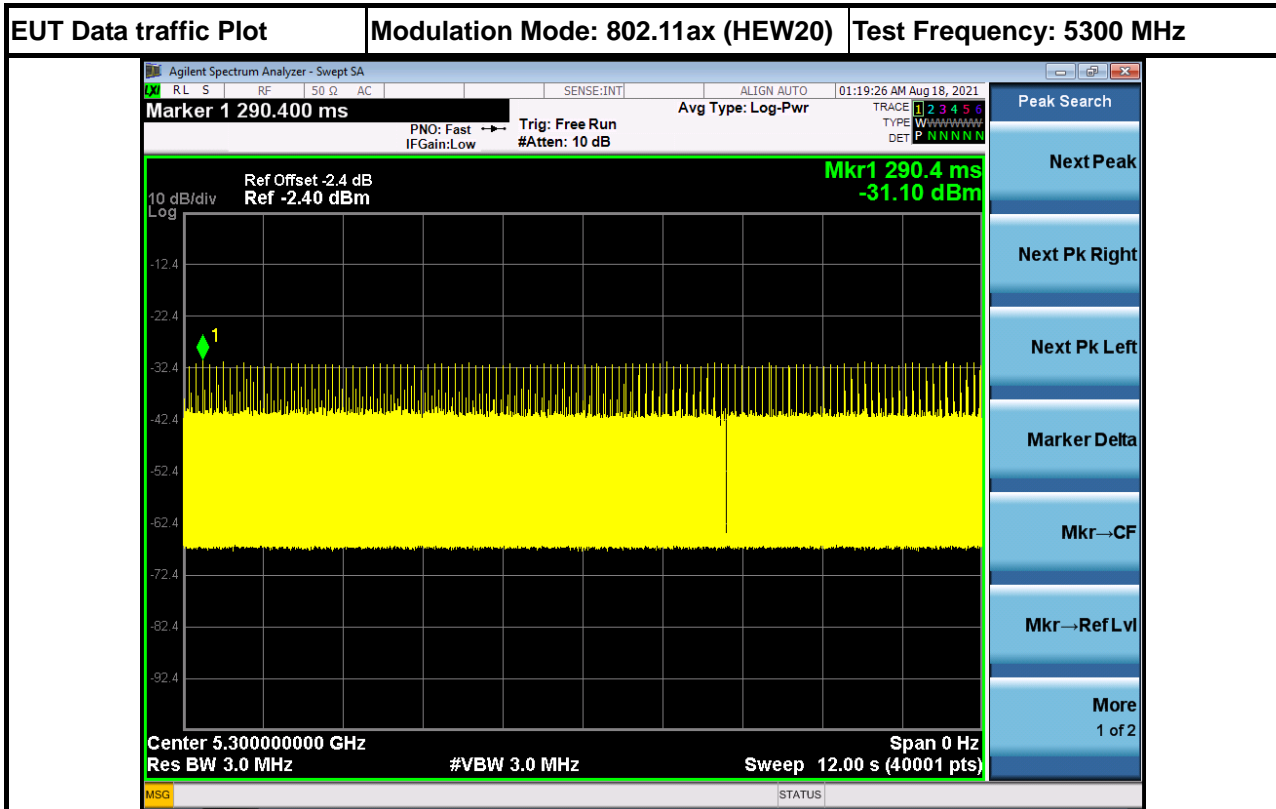 EUT Data traffic Plot Modulation Mode: 802.11ax (HEW20) Test Frequency: 5300 MHz
Agilent Spectrum Analyzer - Swept SA
LXI RL S RF 50 Ω AC SENSE:INT ALIGN AUTO 01:19:26 AM Aug 18, 2021
Marker 1 290.400 ms
PNO: Fast
IFGain:Low
Trig: Free Run
#Atten: 10 dB
Avg Type: Log-Pwr
TRACE 1 2 3 4 5 6
TYPE WWWWWWW
DET P N N N N N
Mkr1 290.4 ms
-31.10 dBm
Ref Offset -2.4 dB
10 dB/div Ref -2.40 dBm
Log
-12.4
-22.4
1
-32.4
-42.4
-52.4
-62.4
-72.4
-82.4
-92.4
Center 5.300000000 GHz Span 0 Hz
Res BW 3.0 MHz #VBW 3.0 MHz Sweep 12.00 s (40001 pts)
MSG STATUS
Peak Search
Next Peak
Next Pk Right
Next Pk Left
Marker Delta
Mkr→CF
Mkr→Ref Lvl
More
1 of 2